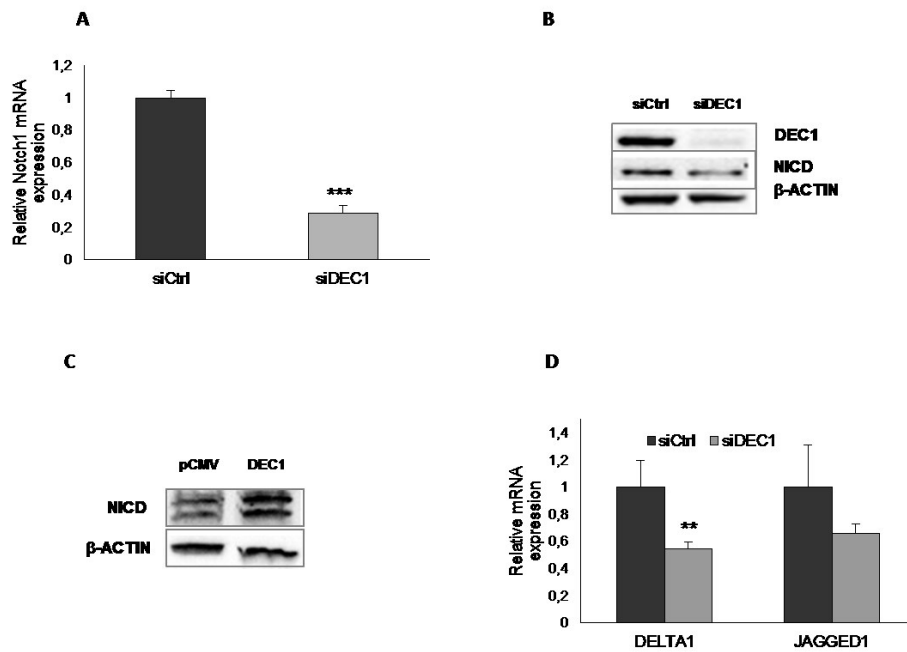 A
Relative Notch1 mRNA
expression
1,2
1
0,8
0,6
0,4
0,2
0
***
siCtrl
siDEC1
B
siCtrl siDEC1
DEC1
NICD
β-ACTIN
C
pCMV DEC1
NICD
β-ACTIN
D
Relative mRNA
expression
1,4
1,2
1
0,8
0,6
0,4
0,2
0
siCtrl siDEC1
**
DELTA1
JAGGED1